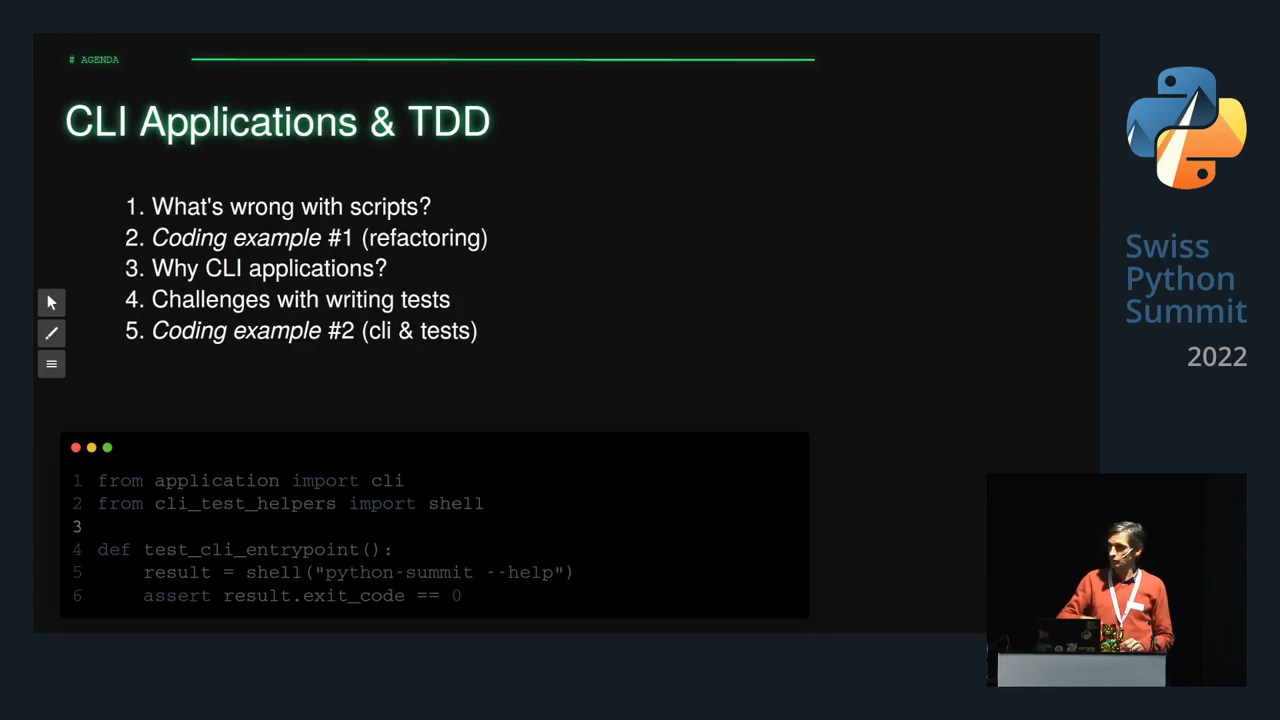 # AGENDA
CLI Applications & TDD
1. What's wrong with scripts?
2. Coding example #1 (refactoring)
3. Why CLI applications?
4. Challenges with writing tests
5. Coding example #2 (cli & tests)
1 from application import cli
2 from cli_test_helpers import shell
3
4 def test_cli_entrypoint():
5 result = shell("python-summit --help")
6 assert result.exit_code == 0
Swiss
Python
Summit
2022